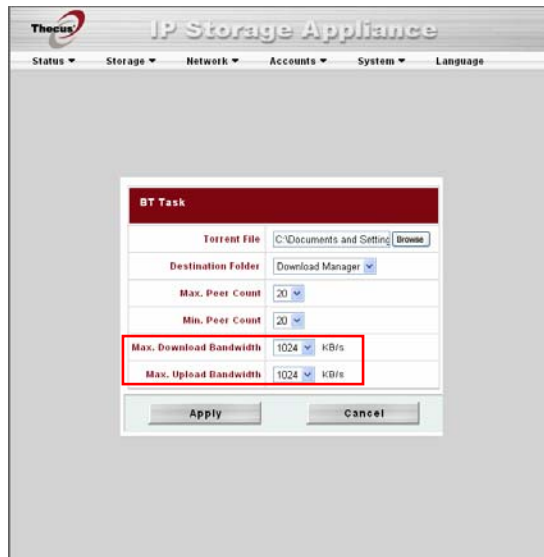 Thecus
IP Storage Appliance
Status Storage Network Accounts System Language
BT Task
Torrent File C:\Documents and Setting Browse
Destination Folder Download Manager
Max. Peer Count 20
Min. Peer Count 20
Max. Download Bandwidth 1024 KB/s
Max. Upload Bandwidth 1024 KB/s
Apply Cancel